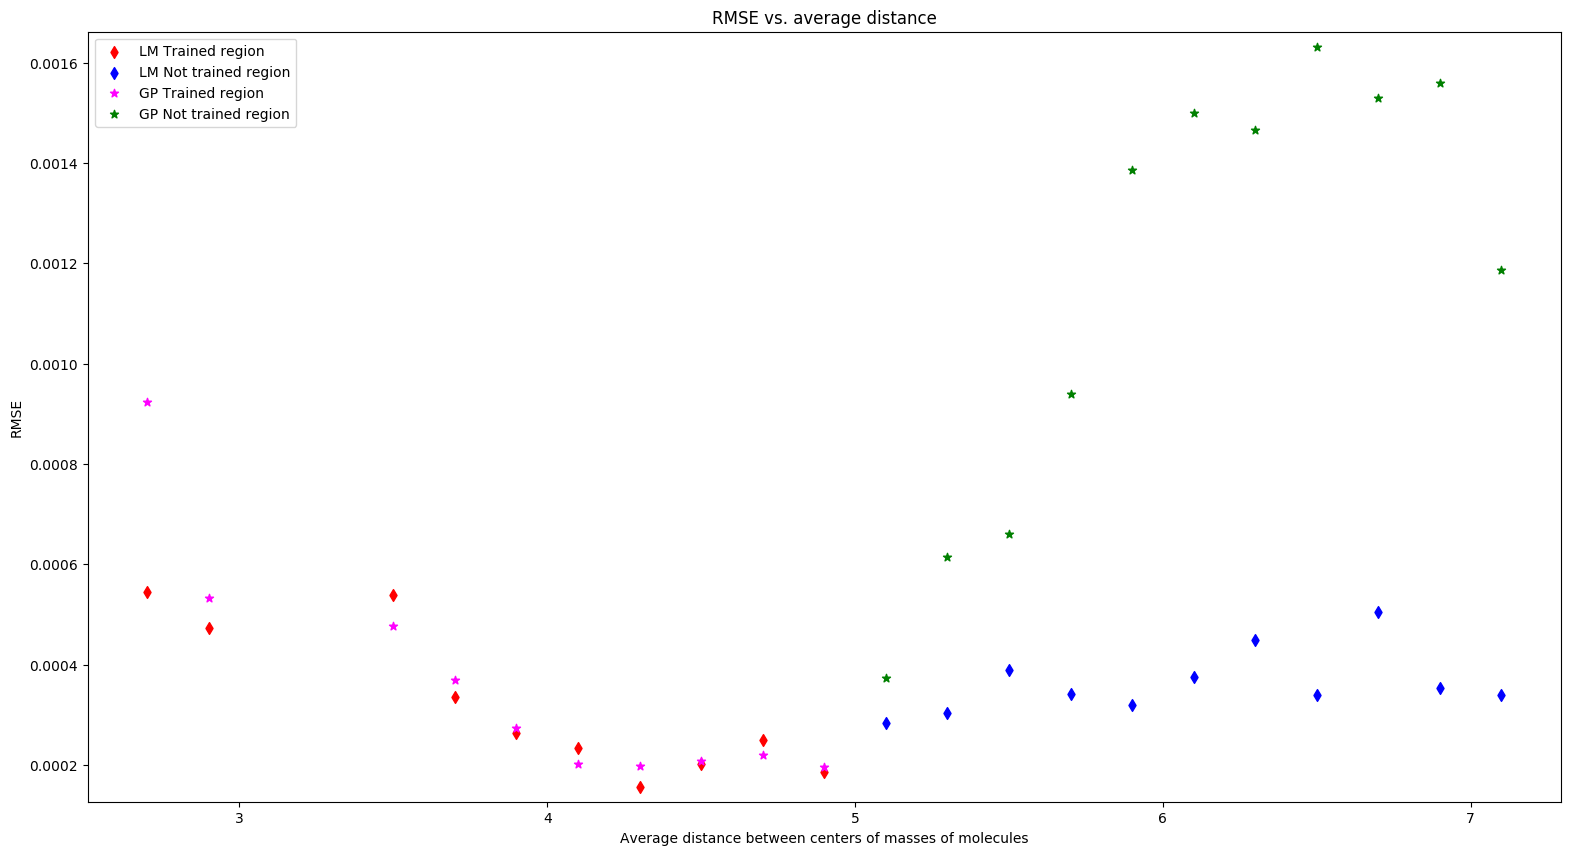 RMSE vs. average distance
LM Trained region
LM Not trained region
GP Trained region
GP Not trained region
0.0016
0.0014
0.0012
0.0010
0.0008
0.0006
0.0004
0.0002
RMSE
3 4 5 6 7
Average distance between centers of masses of molecules